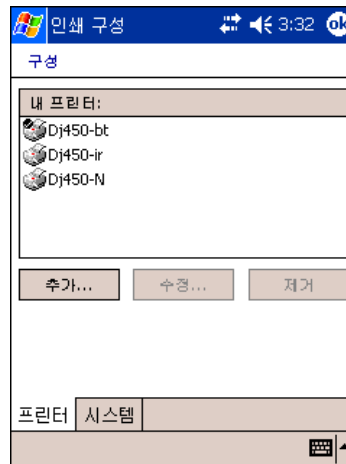 인쇄 구성 3:32 ok
구성
내 프린터:
Dj450-bt
Dj450-ir
Dj450-N
추가... 수정... 제거
프린터 시스템